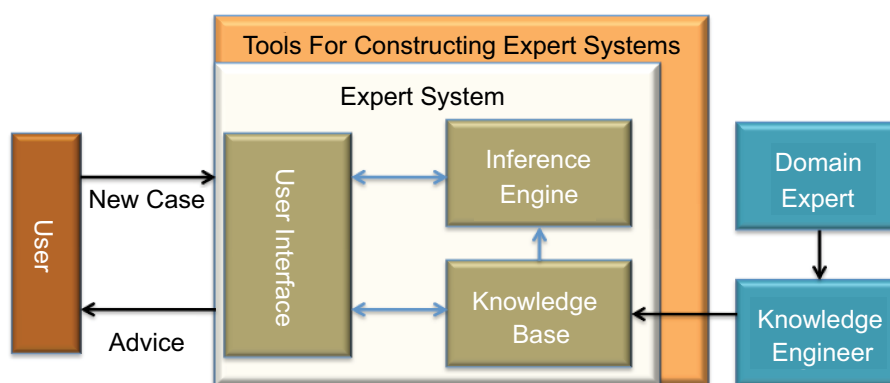 Tools For Constructing Expert Systems
Expert System
User
New Case
Advice
User Interface
Inference
Engine
Knowledge
Base
Domain
Expert
Knowledge
Engineer